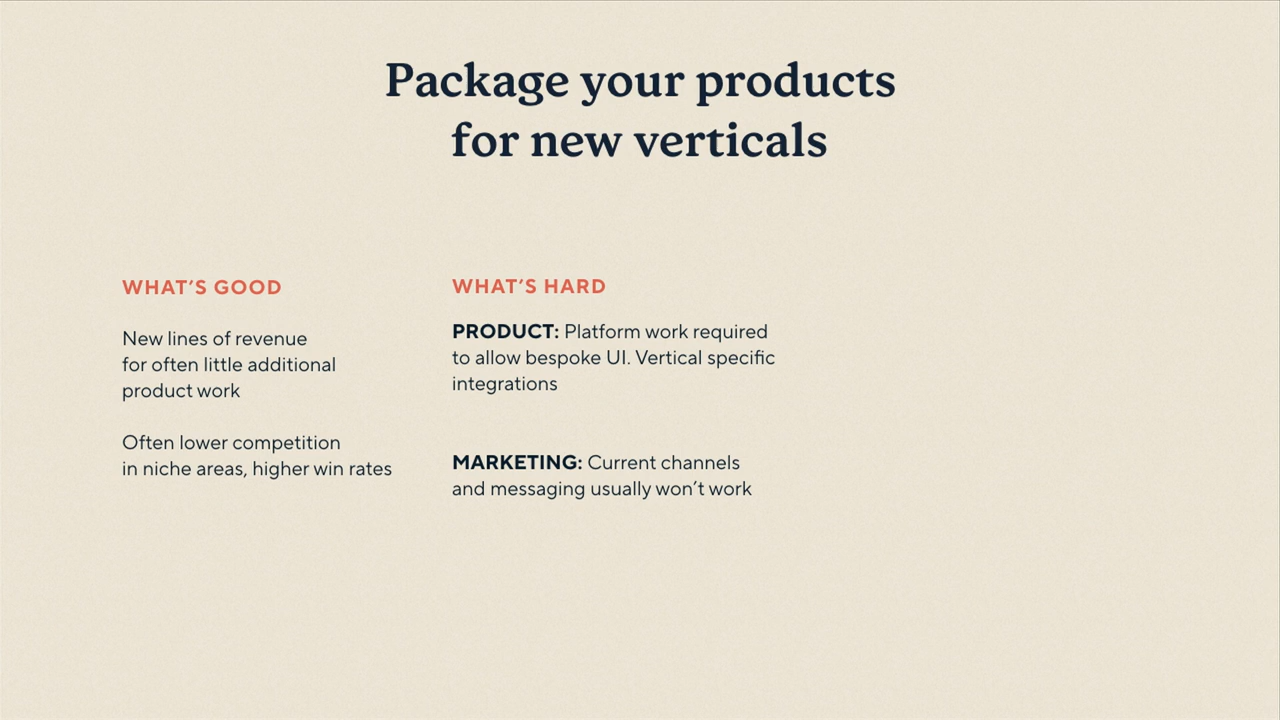 Package your products
for new verticals
WHAT’S GOOD
New lines of revenue
for often little additional
product work
Often lower competition
in niche areas, higher win rates
WHAT’S HARD
PRODUCT: Platform work required
to allow bespoke UI. Vertical specific
integrations
MARKETING: Current channels
and messaging usually won’t work